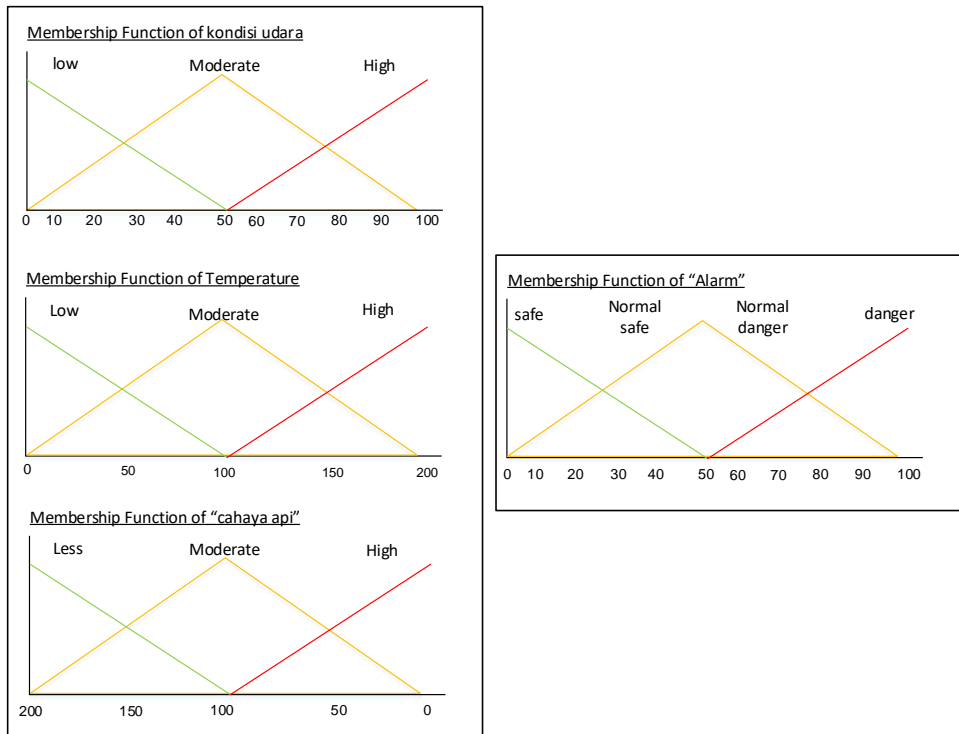 Membership Function of kondisi udara
low Moderate High
0 10 20 30 40 50 60 70 80 90 100
Membership Function of Temperature
Low Moderate High
0 50 100 150 200
Membership Function of “cahaya api”
Less Moderate High
200 150 100 50 0
Membership Function of “Alarm”
safe Normal safe Normal danger danger
0 10 20 30 40 50 60 70 80 90 100